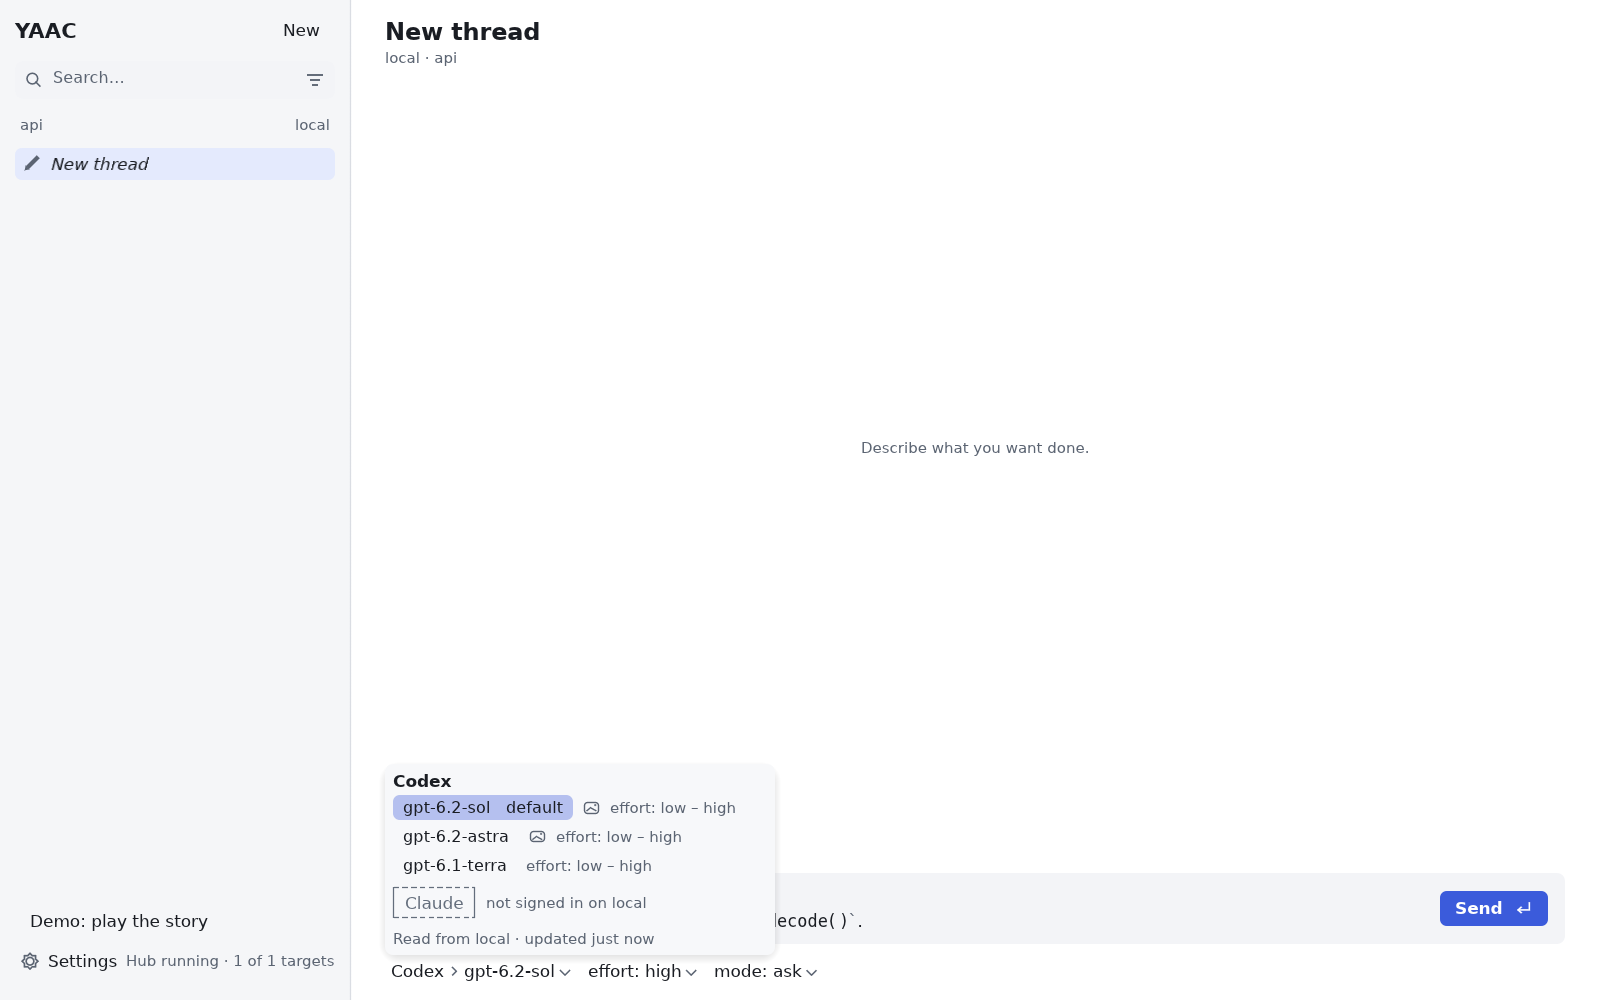 YAAC
New
Search...
api
local
New thread
Demo: play the story
Settings
Hub running · 1 of 1 targets
New thread
local · api
Describe what you want done.
Codex
gpt-6.2-sol default effort: low – high
gpt-6.2-astra effort: low – high
gpt-6.1-terra effort: low – high
Claude not signed in on local
Read from local · updated just now
ecode()`.
Send
Codex > gpt-6.2-sol effort: high mode: ask